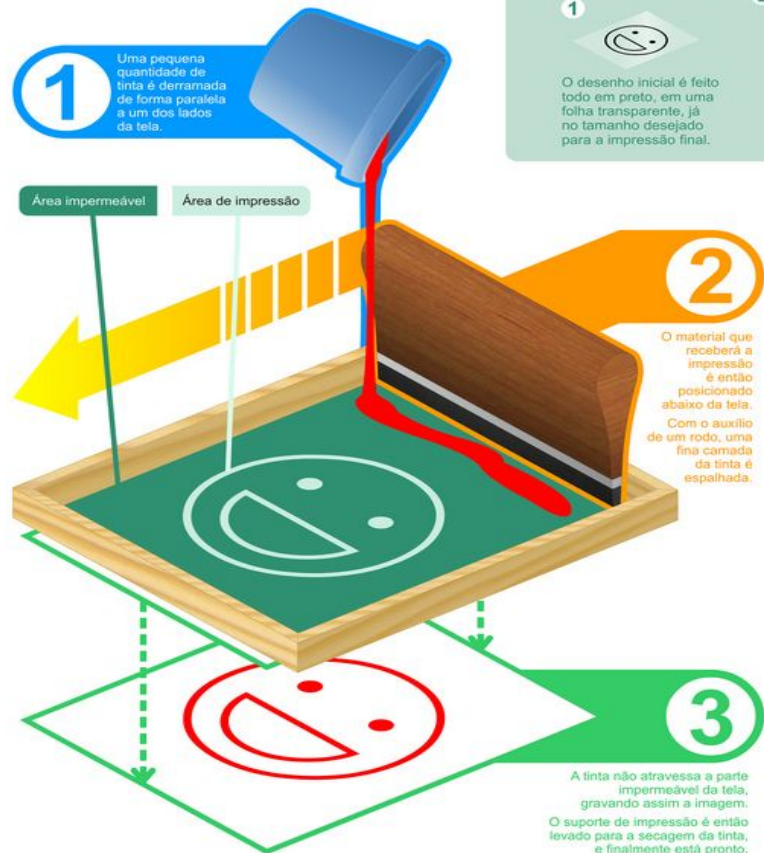 1
Uma pequena
quantidade de
tinta é derramada
de forma paralela
a um dos lados
da tela.
1
O desenho inicial é feito
todo em preto, em uma
folha transparente, já
no tamanho desejado
para a impressão final.
Área impermeável
Área de impressão
2
O material que
receberá a
impressão
é então
posicionado
abaixo da tela.
Com o auxílio
de um rodo, uma
fina camada
da tinta é
espalhada.
3
A tinta não atravessa a parte
impermeável da tela,
gravando assim a imagem.
O suporte de impressão é então
levado para a secagem da tinta,
e finalmente está pronto.